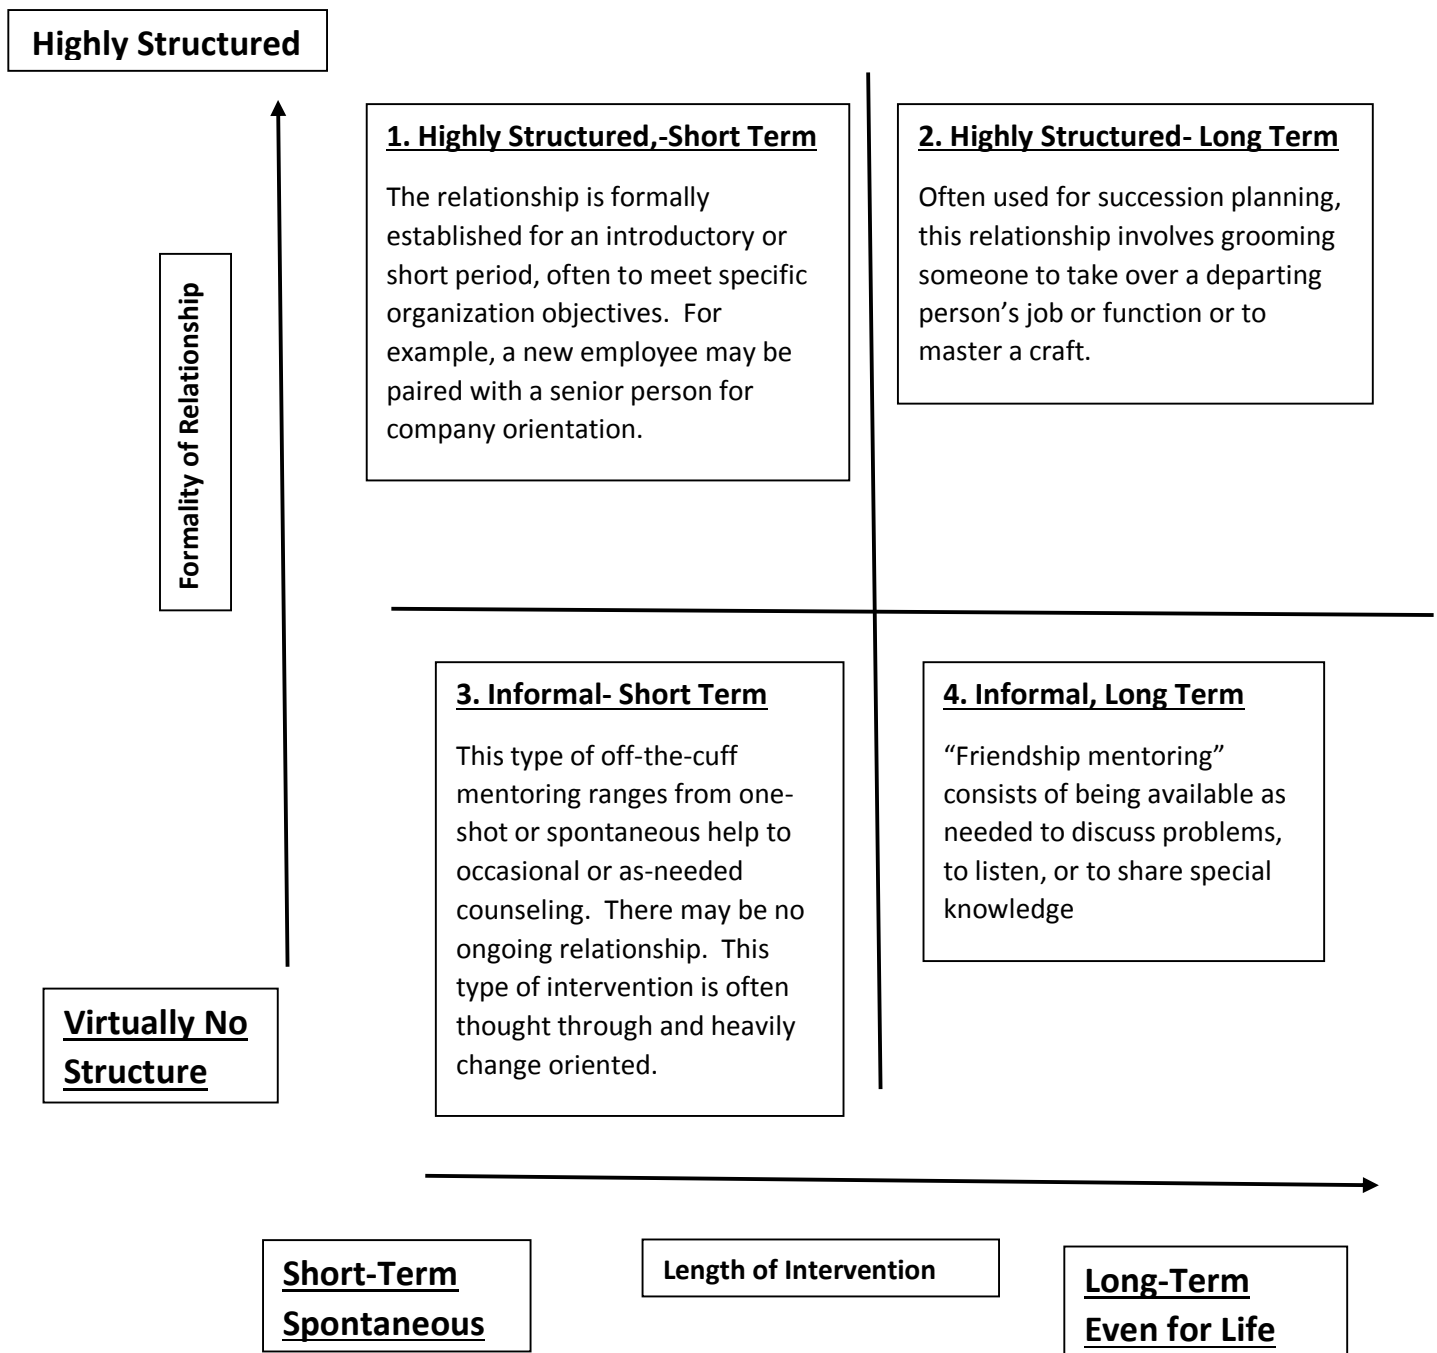 Highly Structured
1. Highly Structured,-Short Term
The relationship is formally
established for an introductory or
short period, often to meet specific
organization objectives.  For
example, a new employee may be
paired with a senior person for
company orientation.
2. Highly Structured- Long Term
Often used for succession planning,
this relationship involves grooming
someone to take over a departing
person’s job or function or to
master a craft.
Formality of Relationship
3. Informal- Short Term
This type of off-the-cuff
mentoring ranges from one-
shot or spontaneous help to
occasional or as-needed
counseling.  There may be no
ongoing relationship.  This
type of intervention is often
thought through and heavily
change oriented.
4. Informal, Long Term
“Friendship mentoring”
consists of being available as
needed to discuss problems,
to listen, or to share special
knowledge
Virtually No
Structure
Short-Term
Spontaneous
Length of Intervention
Long-Term
Even for Life